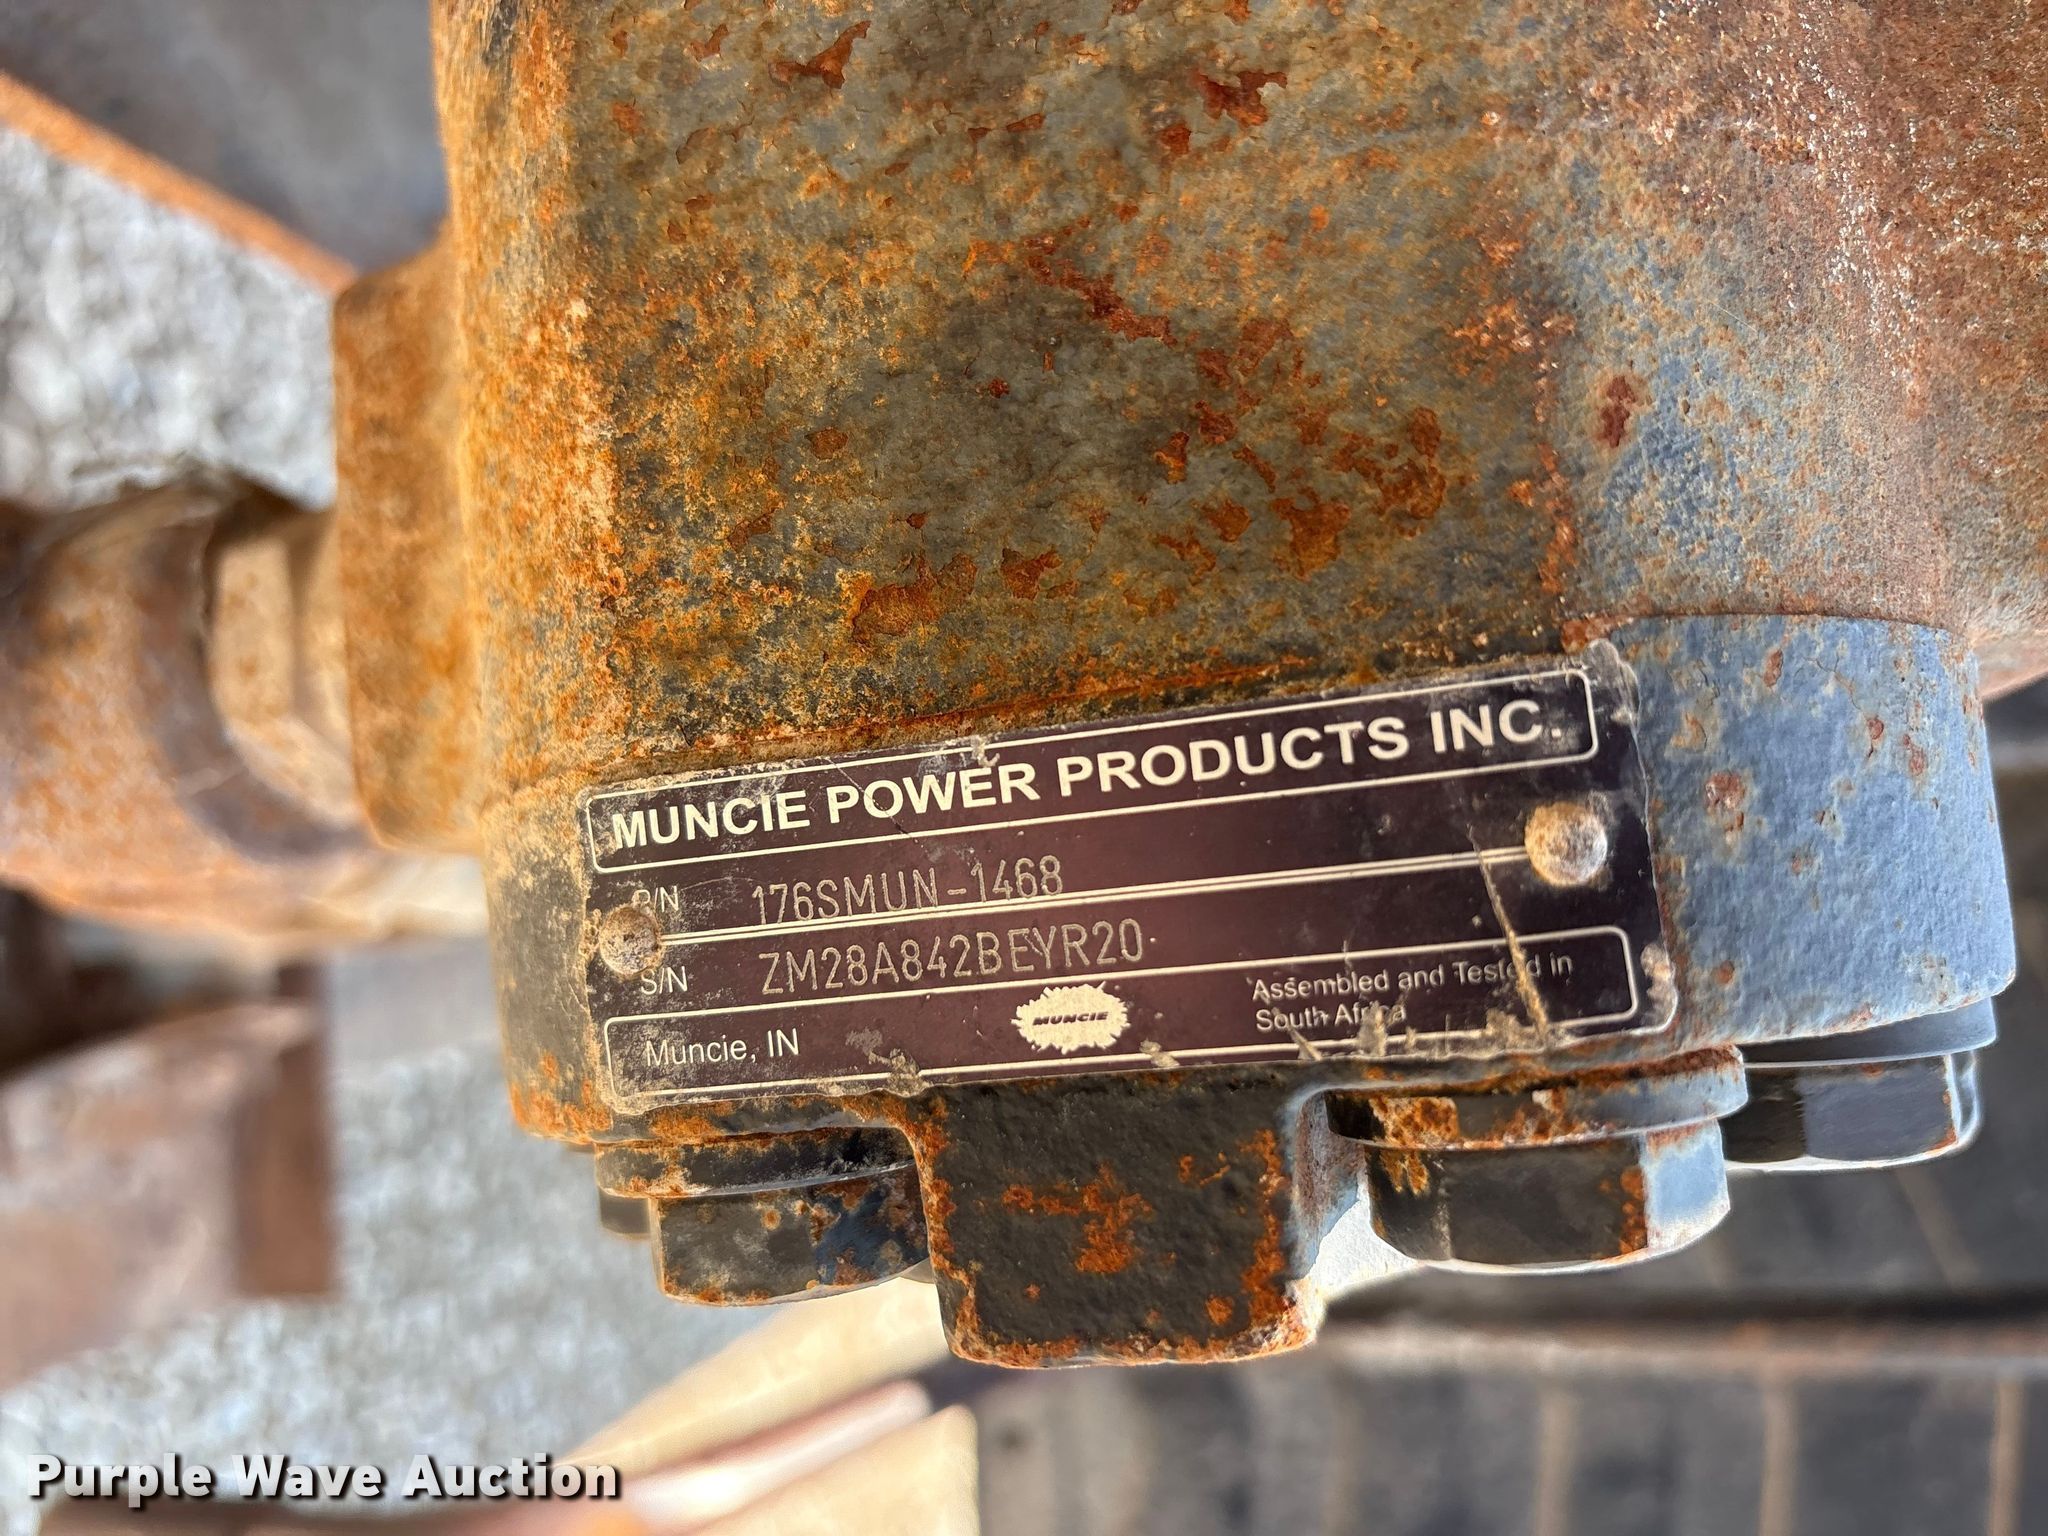 MUNCIE POWER PRODUCTS INC.
P/N 176SMUN-1468
S/N ZM28A842BEYR20
Muncie, IN
MUNCIE
Assembled and Tested in
South Africa
Purple Wave Auction